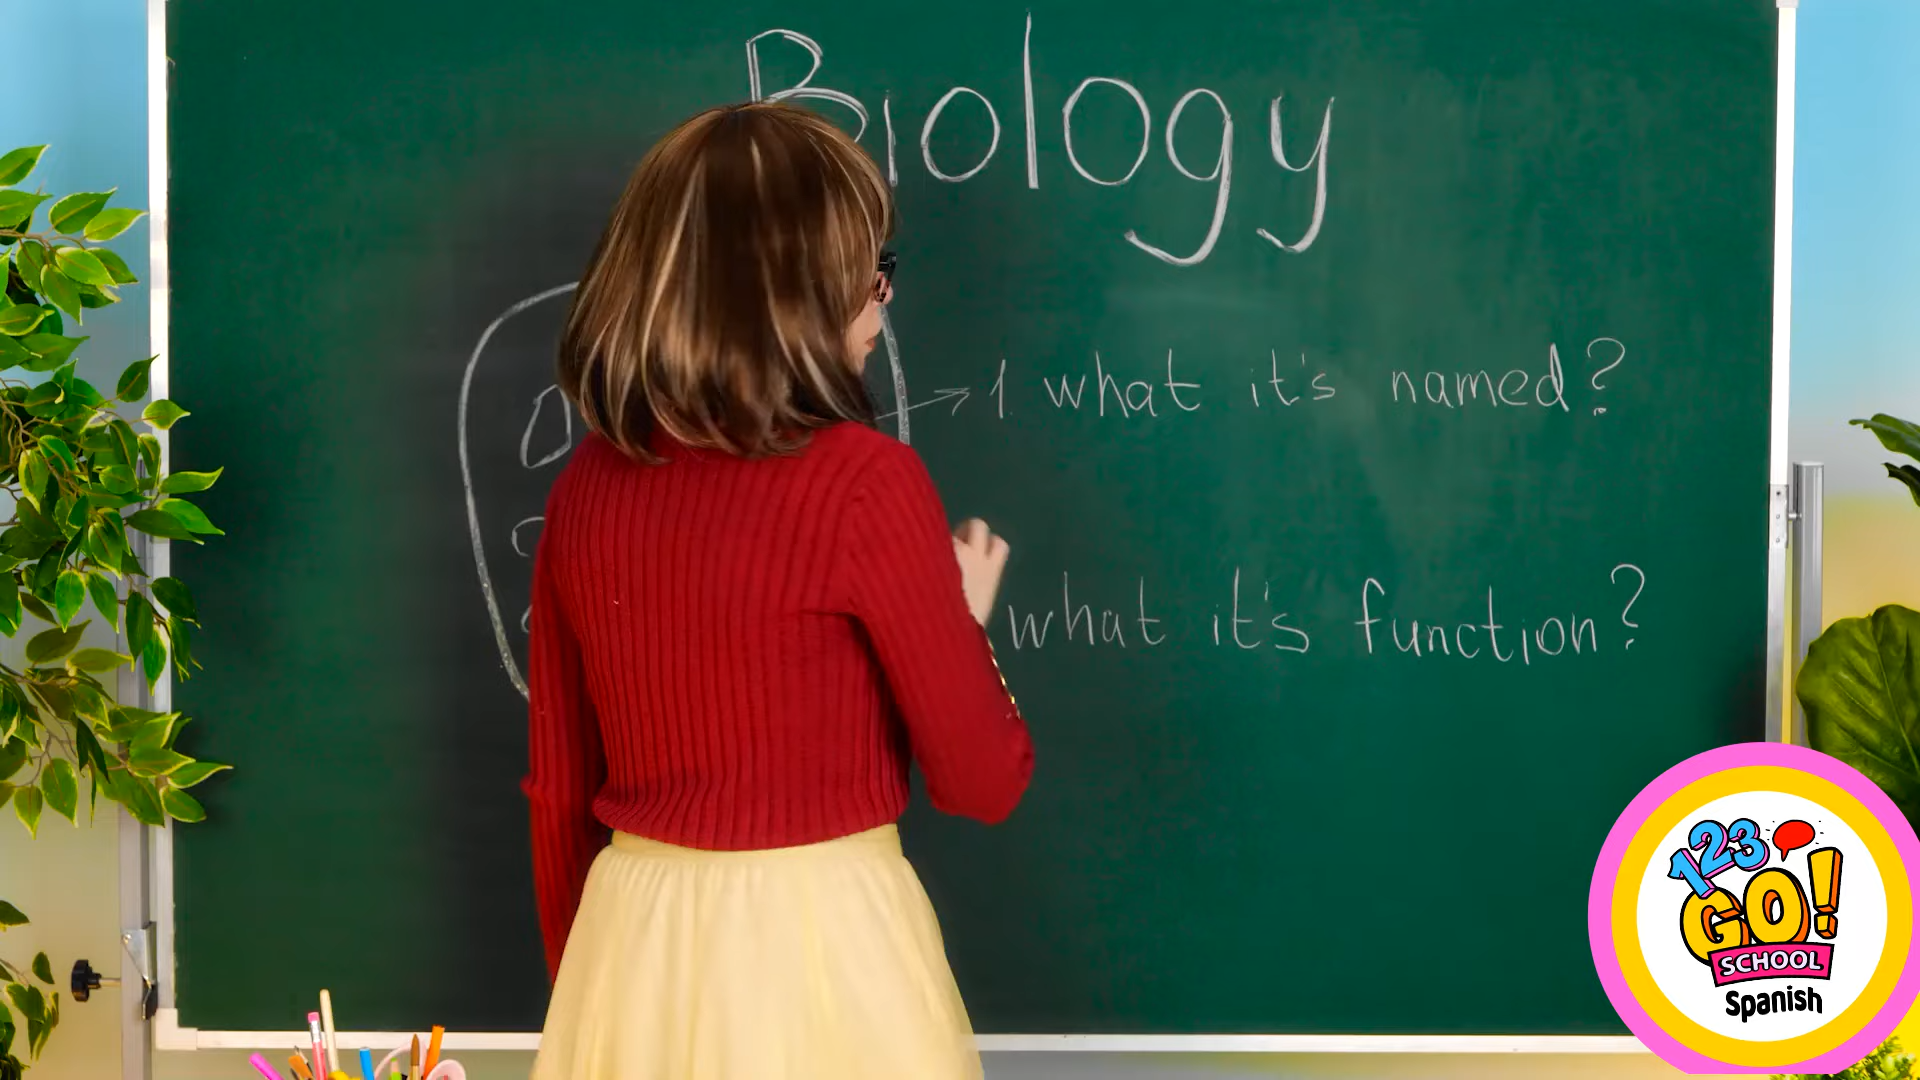 Biology
1. what it's named?
what it's function?
123
GO!
SCHOOL
Spanish